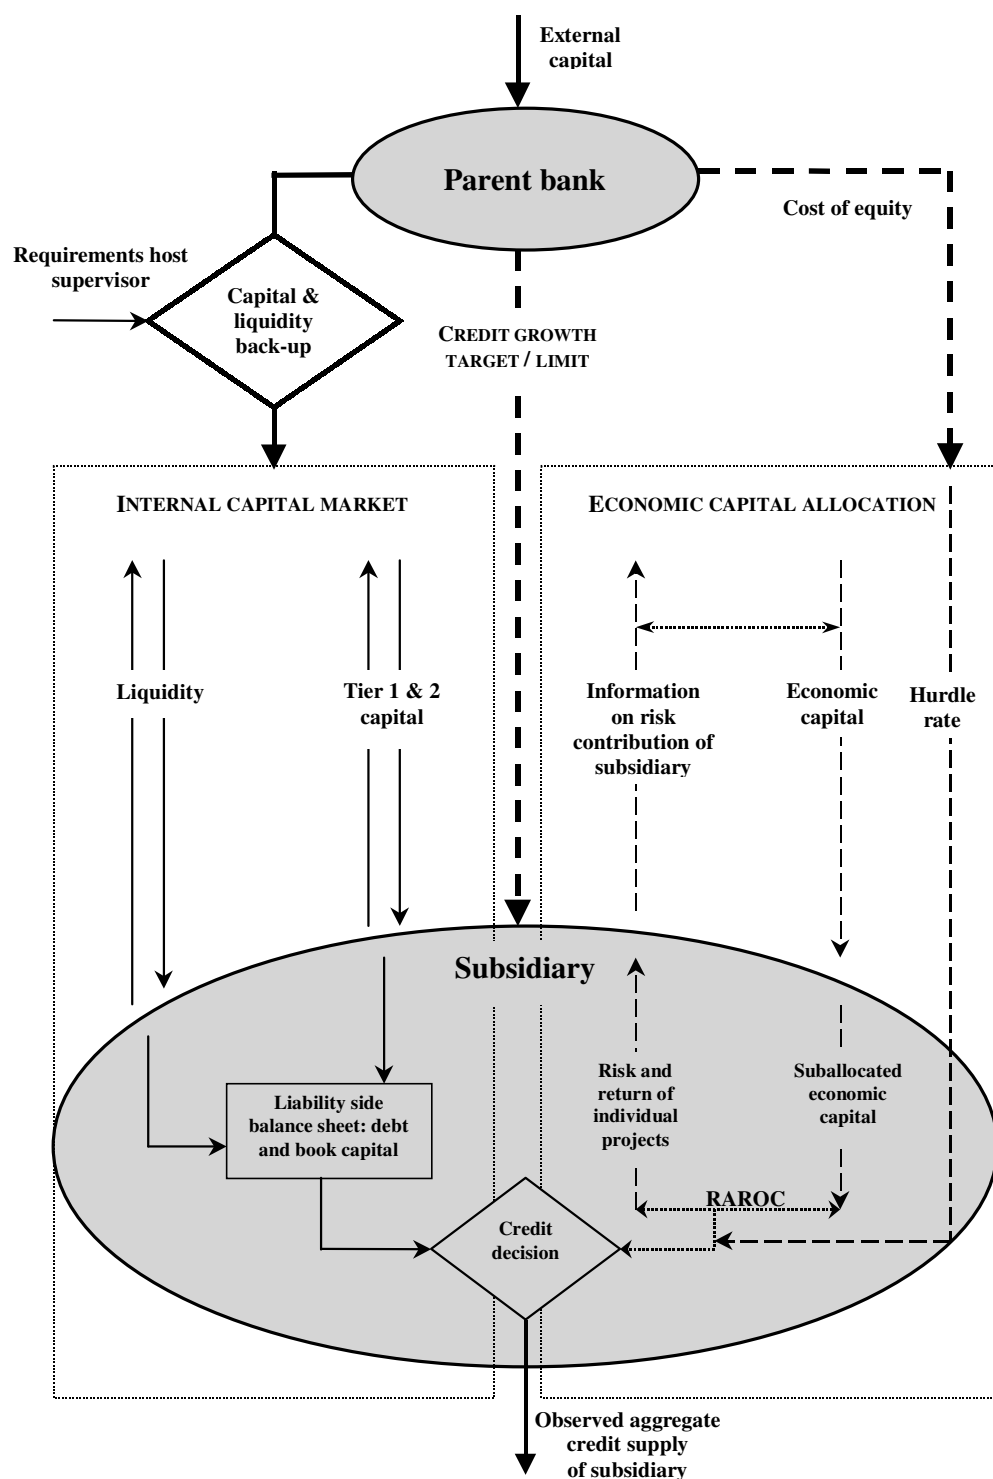 External
capital
Parent bank
Cost of equity
Requirements host
supervisor
Capital &
liquidity
back-up
CREDIT GROWTH
TARGET / LIMIT
INTERNAL CAPITAL MARKET
ECONOMIC CAPITAL ALLOCATION
Liquidity
Tier 1 & 2
capital
Information
on risk
contribution of
subsidiary
Economic
capital
Hurdle
rate
Subsidiary
Liability side
balance sheet: debt
and book capital
Risk and
return of
individual
projects
Suballocated
economic
capital
RAROC
Credit
decision
Observed aggregate
credit supply
of subsidiary